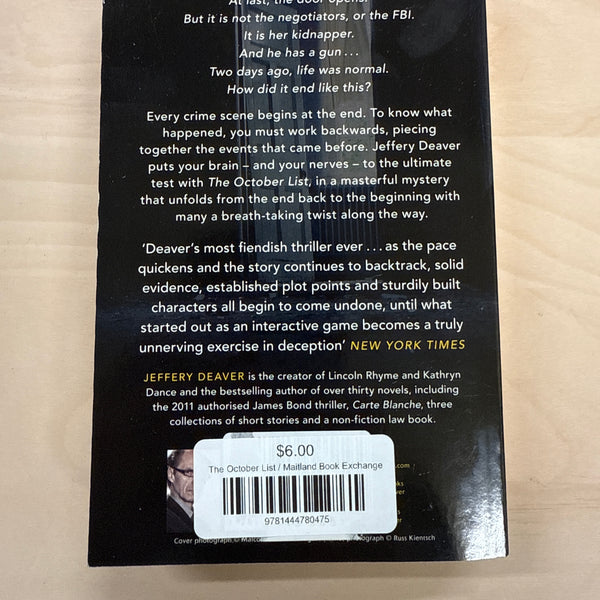 At last, the door opens.
But it is not the negotiators, or the FBI.
It is her kidnapper.
And he has a gun . . .
Two days ago, life was normal.
How did it end like this?
Every crime scene begins at the end. To know what
happened, you must work backwards, piecing
together the events that came before. Jeffery Deaver
puts your brain – and your nerves – to the ultimate
test with The October List, in a masterful mystery
that unfolds from the end back to the beginning with
many a breath-taking twist along the way.
‘Deaver’s most fiendish thriller ever . . . as the pace
quickens and the story continues to backtrack, solid
evidence, established plot points and sturdily built
characters all begin to come undone, until what
started out as an interactive game becomes a truly
unnerving exercise in deception’ NEW YORK TIMES
JEFFERY DEAVER is the creator of Lincoln Rhyme and Kathryn
Dance and the bestselling author of over thirty novels, including
the 2011 authorised James Bond thriller, Carte Blanche, three
collections of short stories and a non-fiction law book.
$6.00
The October List / Maitland Book Exchange
9781444780475
.com
Cover photograph © photograph © Russ Kientsch